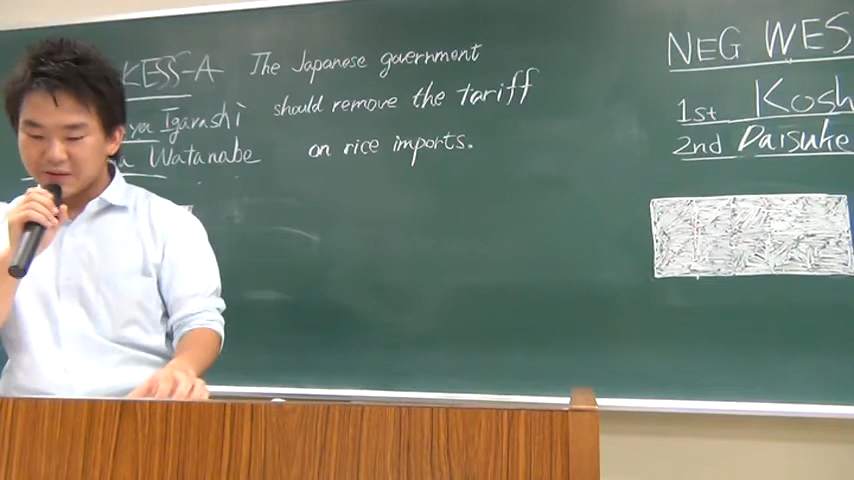 KESS-A
Igarashi
Watanabe
The Japanese government
should remove the tariff
on rice imports.
NEG WES
1st Kosh
2nd Daisuke